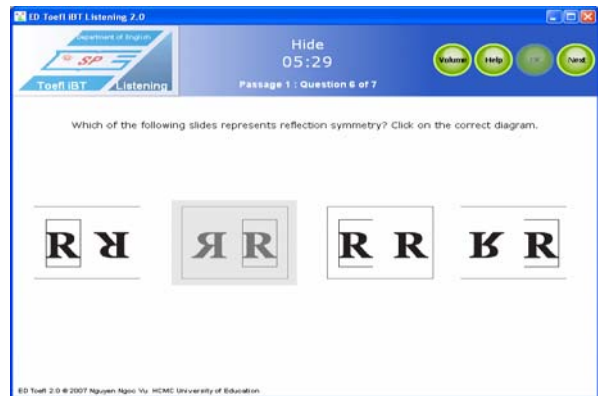 ED Toefl iBT Listening 2.0
Department of English
SP
Toefl iBT Listening
Hide
05:29
Passage 1 : Question 6 of 7
Volume
Help
OK
Next
Which of the following slides represents reflection symmetry? Click on the correct diagram.
R R R R R R R R
ED Toefl 2.0 © 2007 Nguyen Ngoc Vu HCMC University of Education